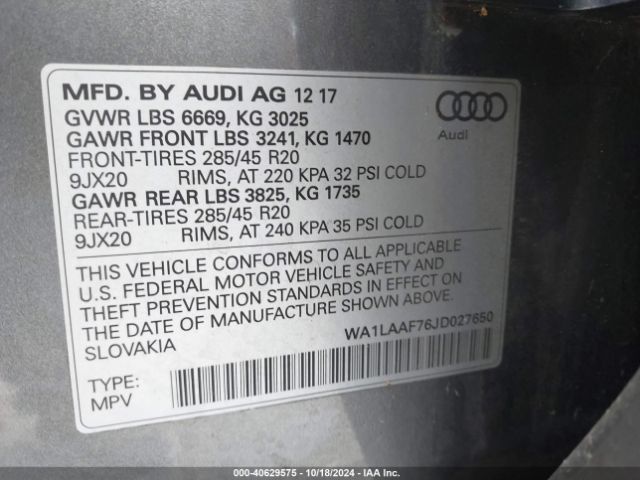 MFD. BY AUDI AG 12 17
GVWR LBS 6669, KG 3025
GAWR FRONT LBS 3241, KG 1470
FRONT-TIRES 285/45 R20
9JX20 RIMS, AT 220 KPA 32 PSI COLD
GAWR REAR LBS 3825, KG 1735
REAR-TIRES 285/45 R20
9JX20 RIMS, AT 240 KPA 35 PSI COLD
Audi
THIS VEHICLE CONFORMS TO ALL APPLICABLE
U.S. FEDERAL MOTOR VEHICLE SAFETY AND
THEFT PREVENTION STANDARDS IN EFFECT ON
THE DATE OF MANUFACTURE SHOWN ABOVE.
SLOVAKIA
WA1LAAF76JD027650
TYPE:
MPV
000-40629575 | 10/18/2024 | IAA Inc.